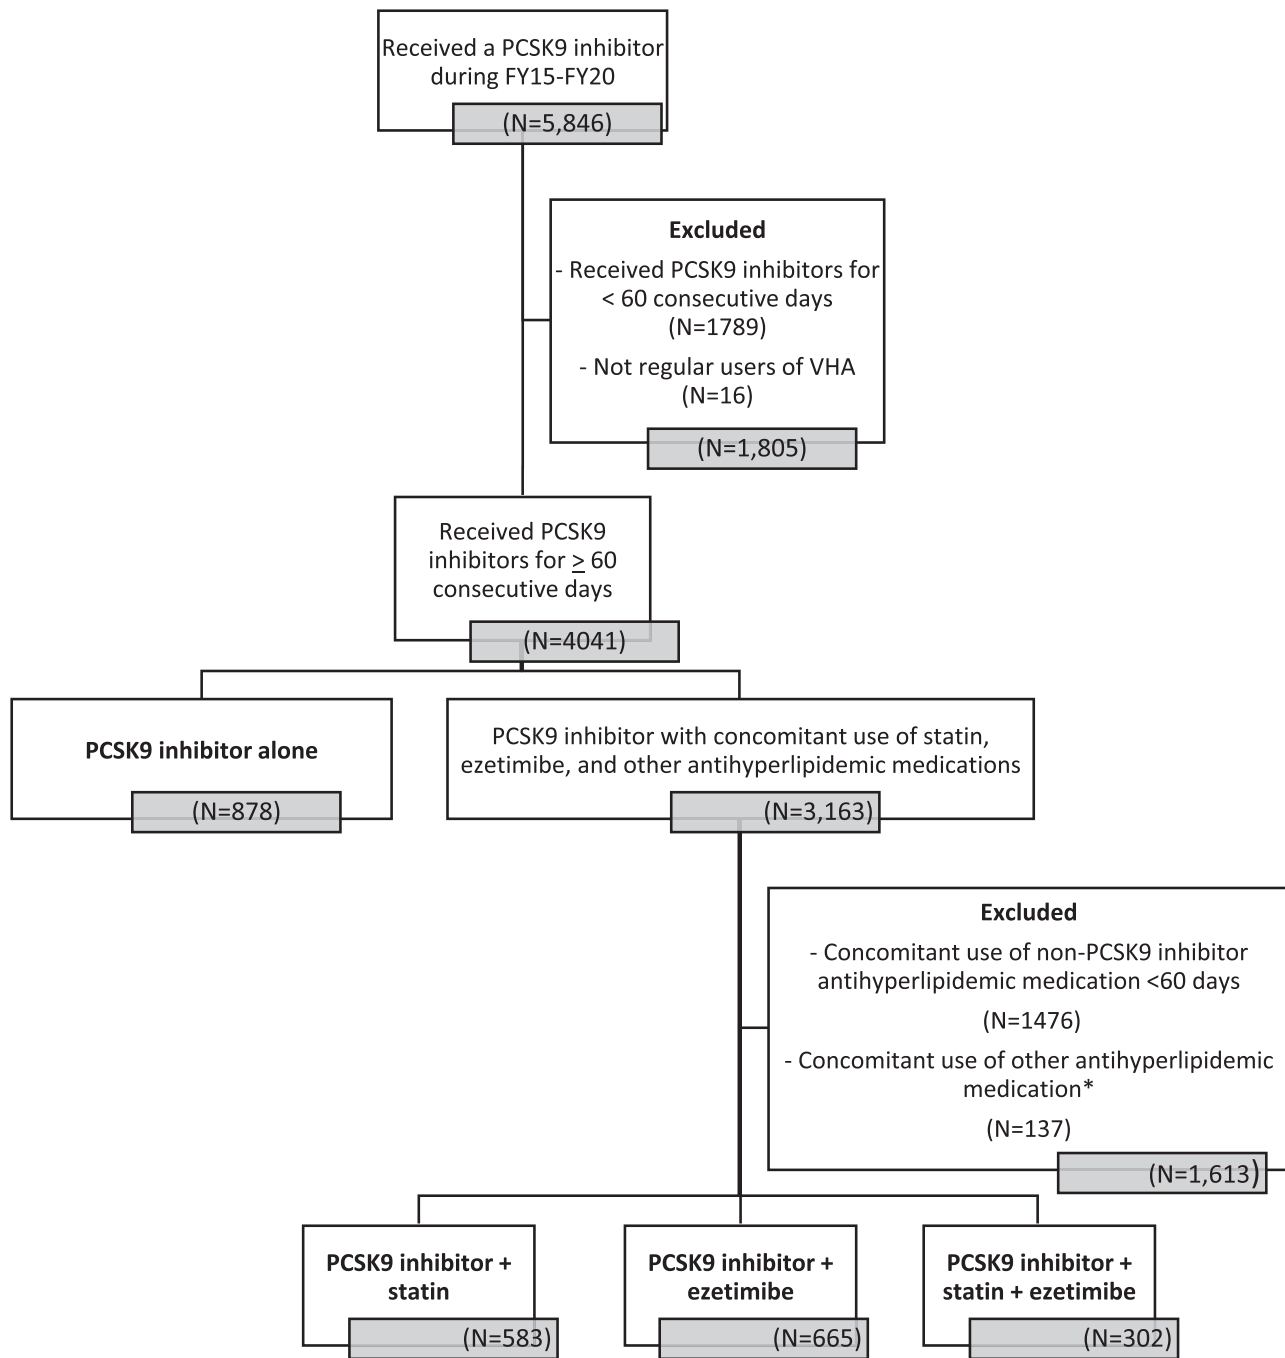 Received a PCSK9 inhibitor
during FY15-FY20
(N=5,846)
Excluded
- Received PCSK9 inhibitors for
< 60 consecutive days
(N=1789)
- Not regular users of VHA
(N=16)
(N=1,805)
Received PCSK9
inhibitors for ≥ 60
consecutive days
(N=4041)
PCSK9 inhibitor alone
(N=878)
PCSK9 inhibitor with concomitant use of statin,
ezetimibe, and other antihyperlipidemic medications
(N=3,163)
Excluded
- Concomitant use of non-PCSK9 inhibitor
antihyperlipidemic medication <60 days
(N=1476)
- Concomitant use of other antihyperlipidemic
medication*
(N=137)
(N=1,613)
PCSK9 inhibitor +
statin
(N=583)
PCSK9 inhibitor +
ezetimibe
(N=665)
PCSK9 inhibitor +
statin + ezetimibe
(N=302)